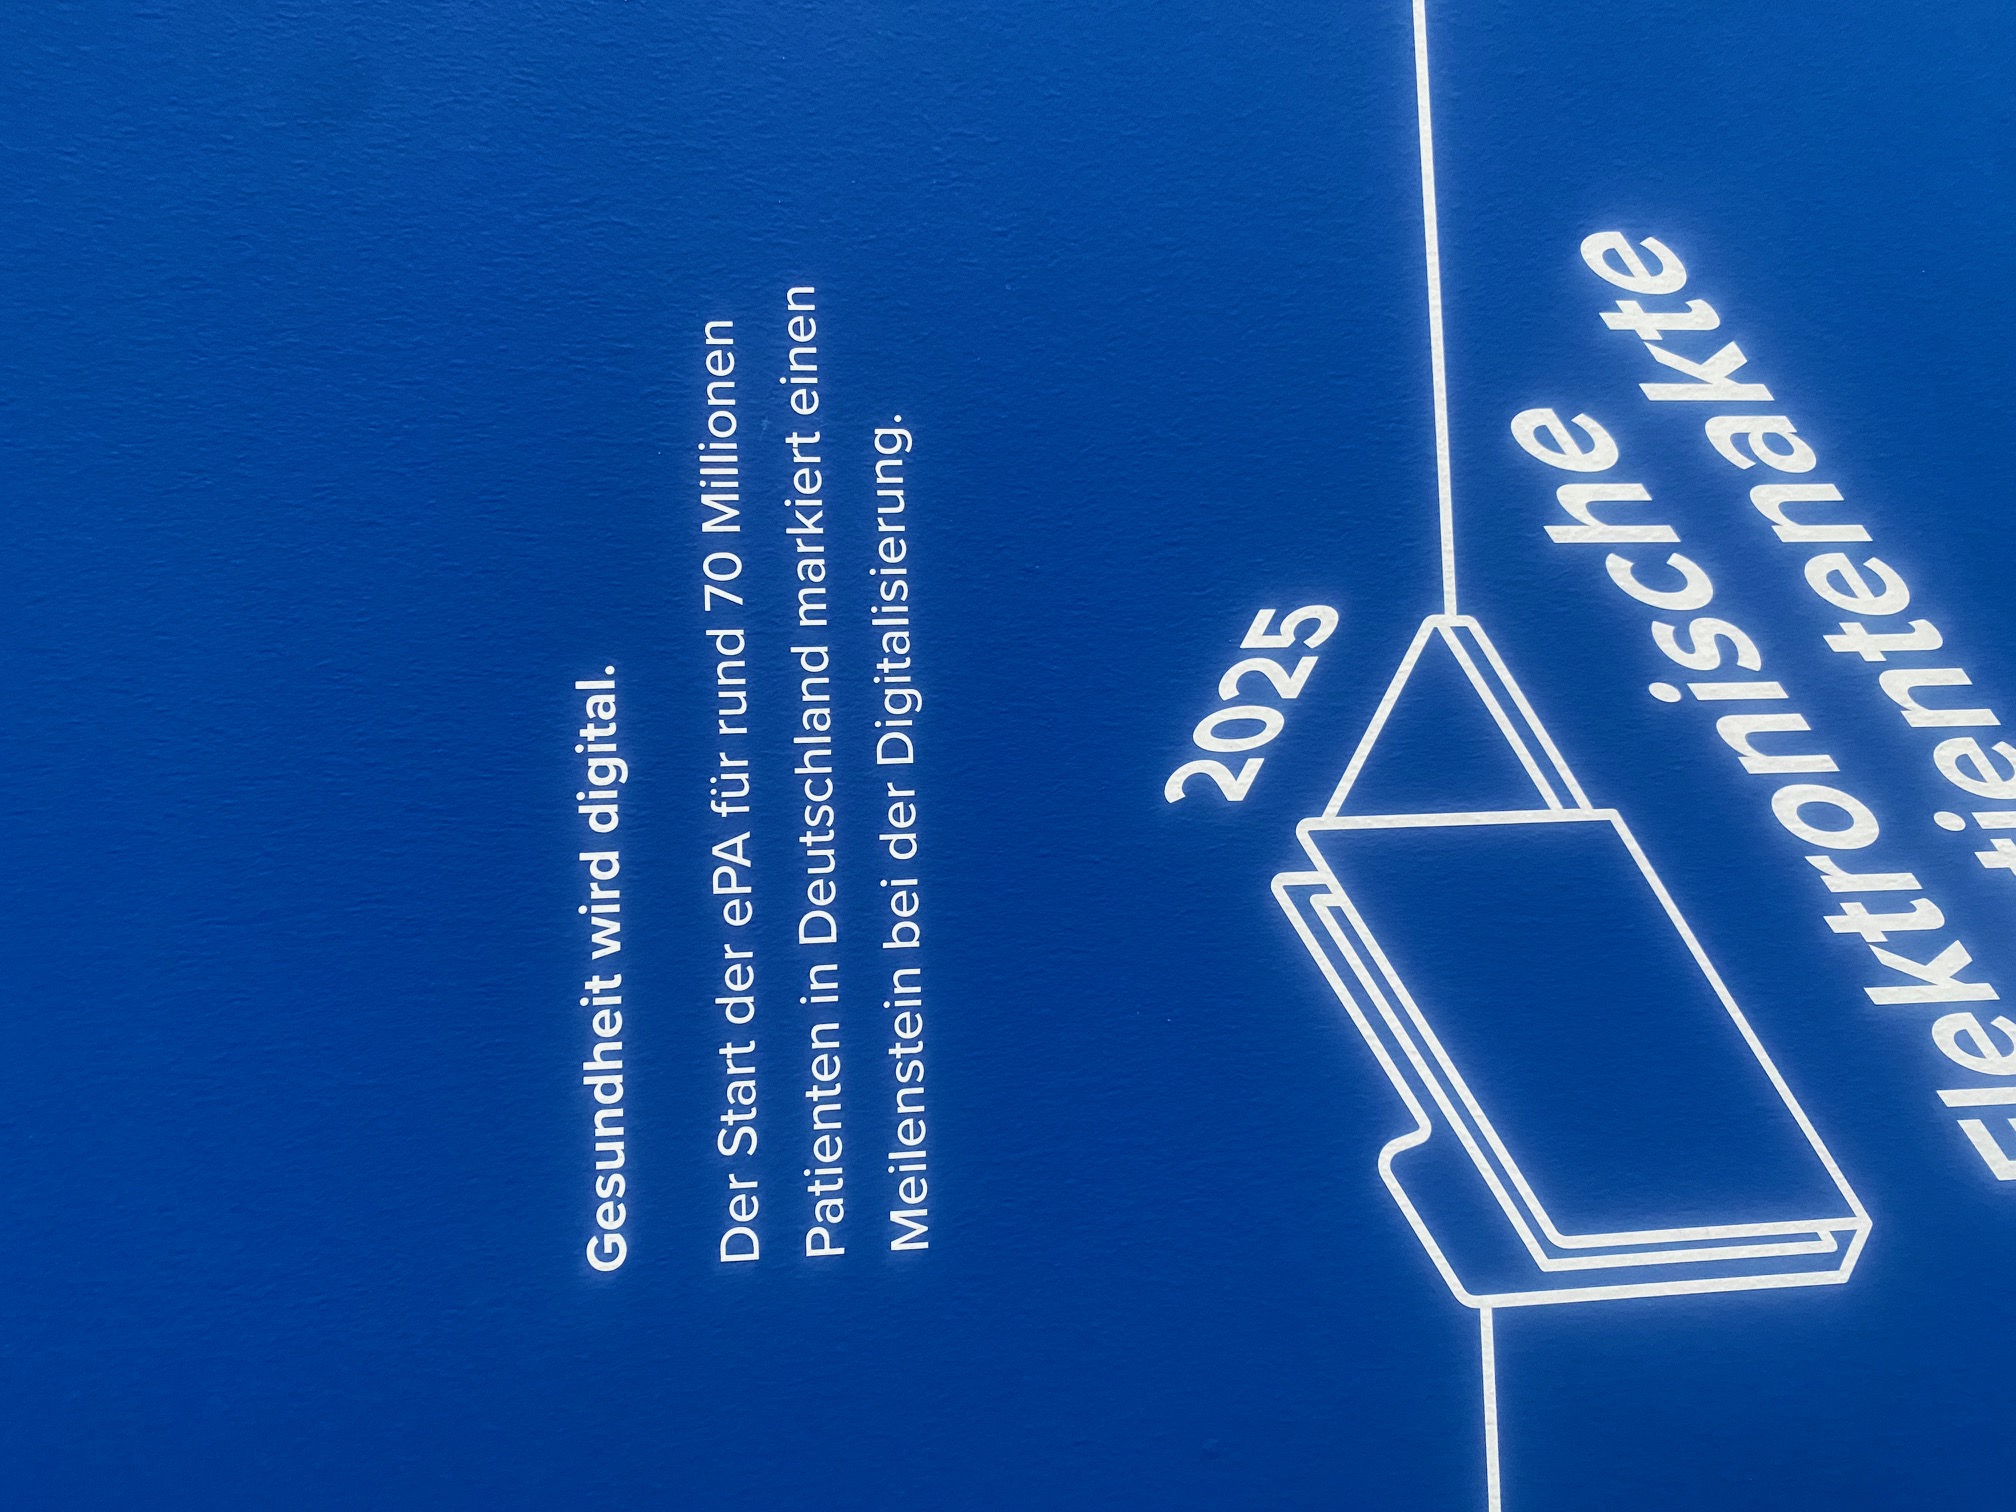 Gesundheit wird digital.
Der Start der ePA für rund 70 Millionen
Patienten in Deutschland markiert einen
Meilenstein bei der Digitalisierung.
2025
Elektronische
Patientenakte